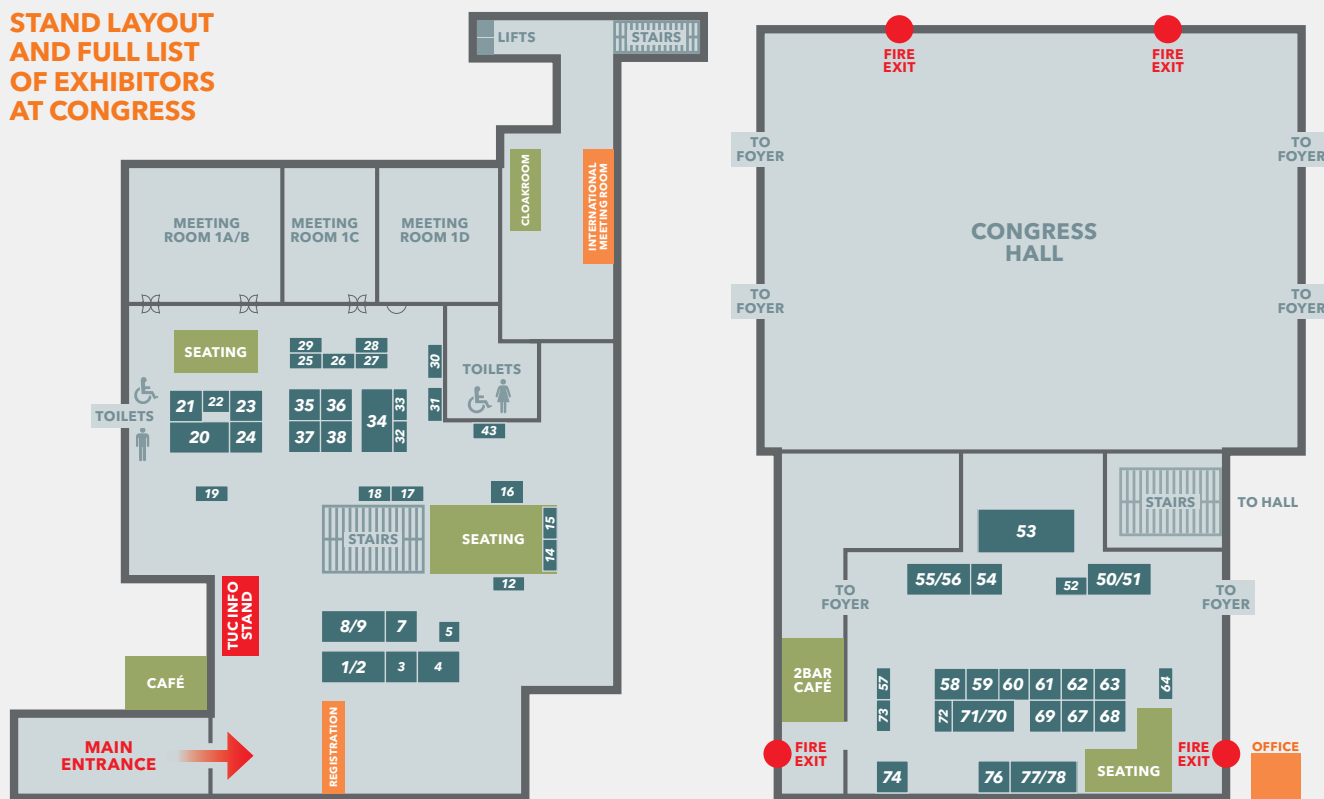 STAND LAYOUT
AND FULL LIST
OF EXHIBITORS
AT CONGRESS
LIFTS
STAIRS
CLOAKROOM
INTERNATIONAL
MEETING ROOM
MEETING
ROOM 1A/B
MEETING
ROOM 1C
MEETING
ROOM 1D
SEATING
29
28
25
26
27
30
31
TOILETS
TOILETS
21
22
23
20
24
35
36
37
38
34
33
32
43
19
18
17
16
STAIRS
SEATING
15
14
12
TUC INFO
STAND
8/9
7
5
1/2
3
4
CAFÉ
REGISTRATION
MAIN
ENTRANCE
FIRE
EXIT
FIRE
EXIT
TO
FOYER
TO
FOYER
CONGRESS
HALL
TO
FOYER
TO
FOYER
STAIRS
TO HALL
53
55/56
54
52
50/51
TO
FOYER
TO
FOYER
2BAR
CAFÉ
57
73
58
59
60
61
62
63
64
72
71/70
69
67
68
FIRE
EXIT
74
76
77/78
SEATING
FIRE
EXIT
OFFICE